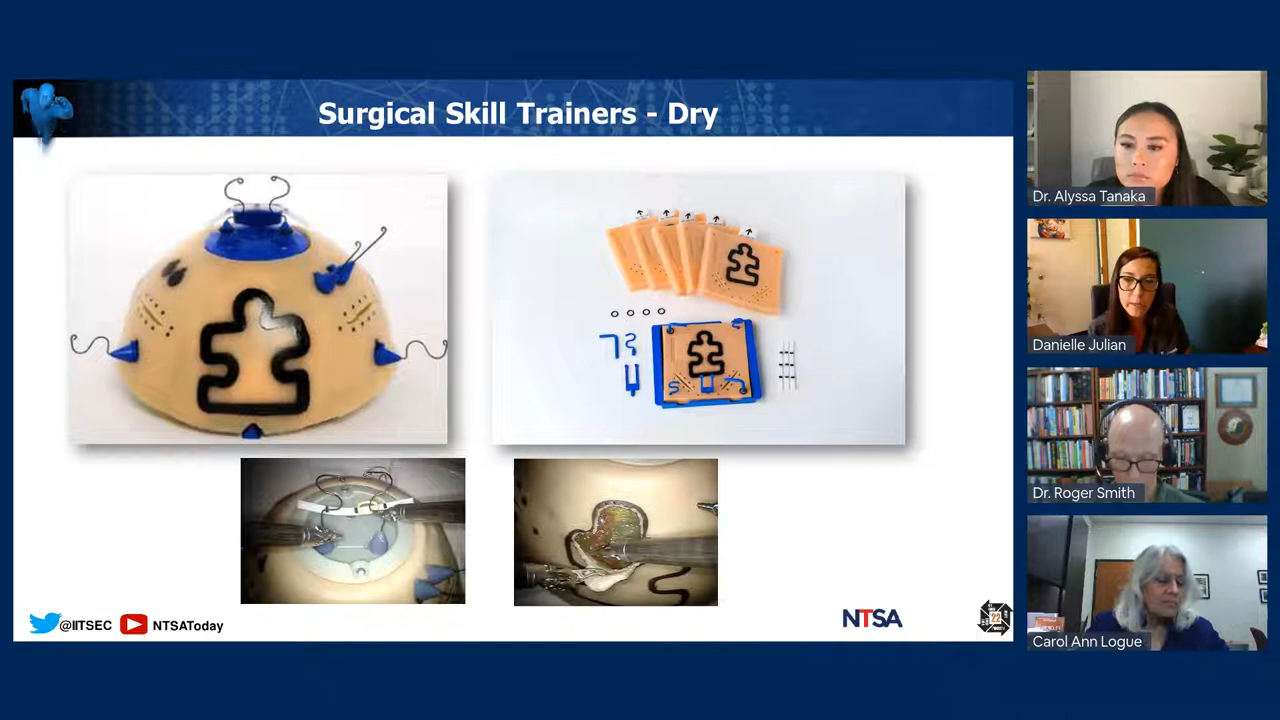 Surgical Skill Trainers - Dry
@IITSEC
NTSAToday
NTSA
Dr. Alyssa Tanaka
Danielle Julian
Dr. Roger Smith
Carol Ann Logue